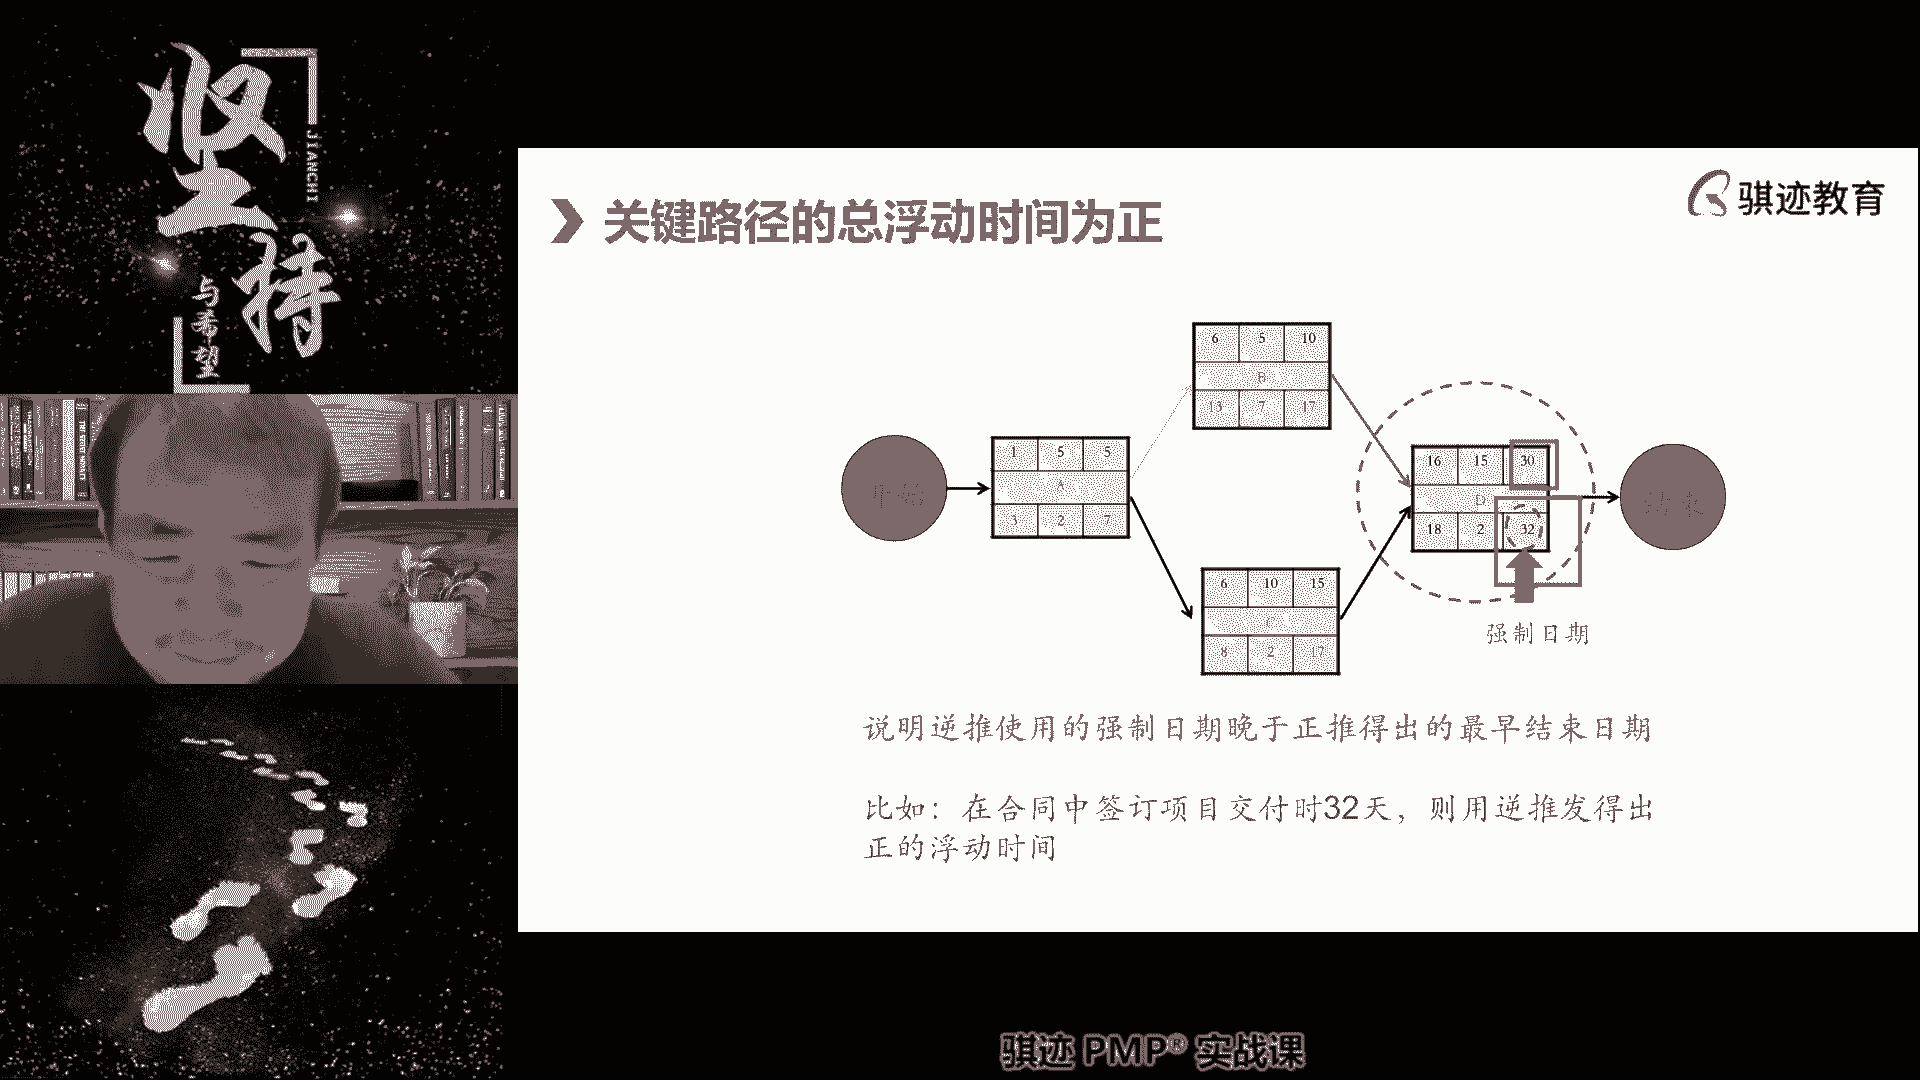 坚
持
JIANCHI
与
希
望
关键路径的总浮动时间为正
骐迹教育
6 5 10
B
13 7 17
开始
1 5 5
A
3 2 7
16 15 30
D
18 2 32
结束
6 10 15
C
8 2 17
强制日期
说明逆推使用的强制日期晚于正推得出的最早结束日期
比如：在合同中签订项目交付时32天，则用逆推发得出
正的浮动时间
骐迹 PMP® 实战课